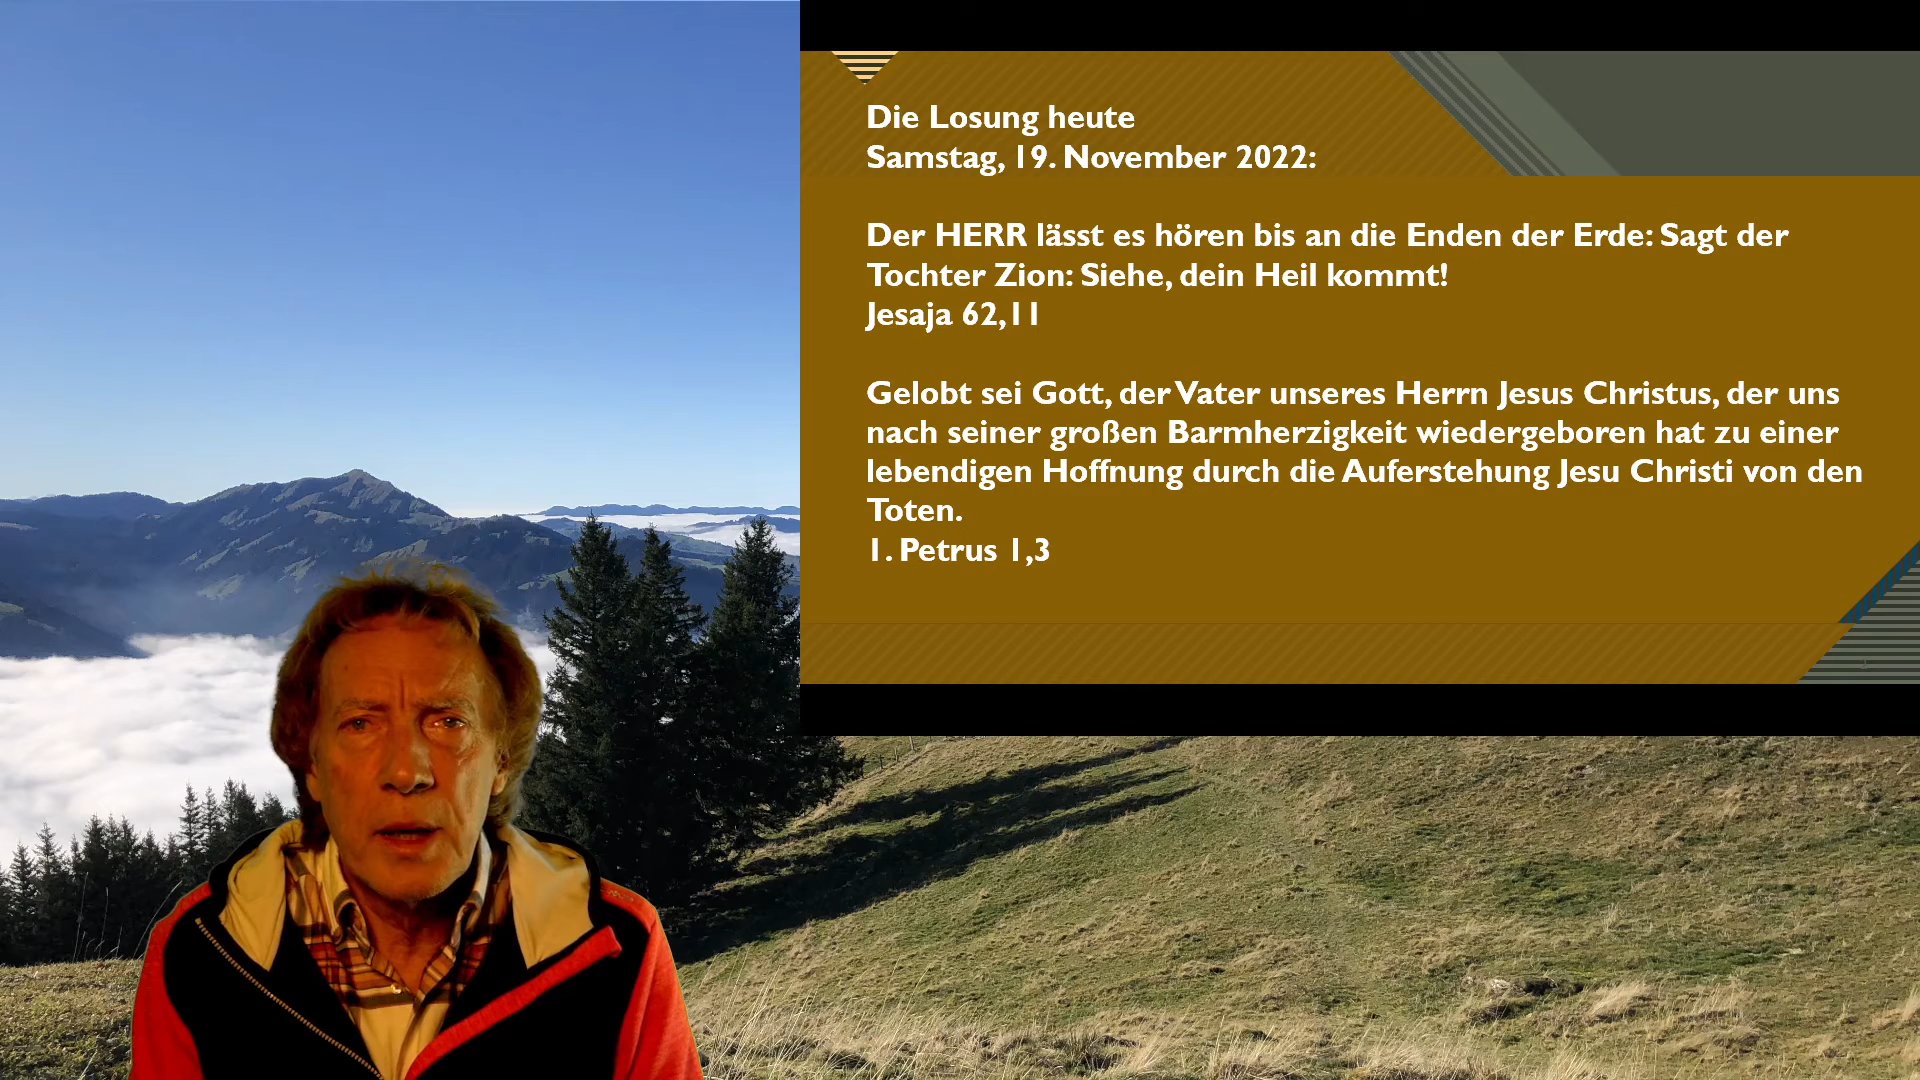 Die Losung heute
Samstag, 19. November 2022:
Der HERR lässt es hören bis an die Enden der Erde: Sagt der
Tochter Zion: Siehe, dein Heil kommt!
Jesaja 62,11
Gelobt sei Gott, der Vater unseres Herrn Jesus Christus, der uns
nach seiner großen Barmherzigkeit wiedergeboren hat zu einer
lebendigen Hoffnung durch die Auferstehung Jesu Christi von den
Toten.
1. Petrus 1,3